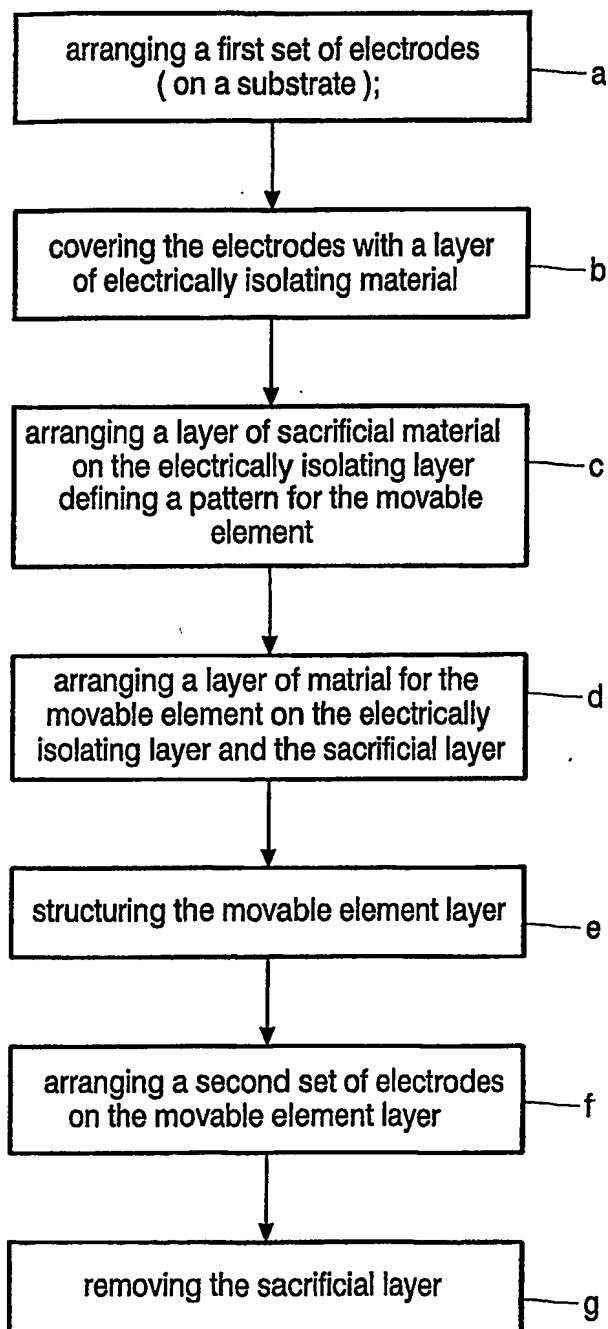 arranging a first set of electrodes
( on a substrate );
a
covering the electrodes with a layer
of electrically isolating material
b
arranging a layer of sacrificial material
on the electrically isolating layer
defining a pattern for the movable
element
c
arranging a layer of matrial for the
movable element on the electrically
isolating layer and the sacrificial layer
d
structuring the movable element layer
e
arranging a second set of electrodes
on the movable element layer
f
removing the sacrificial layer
g